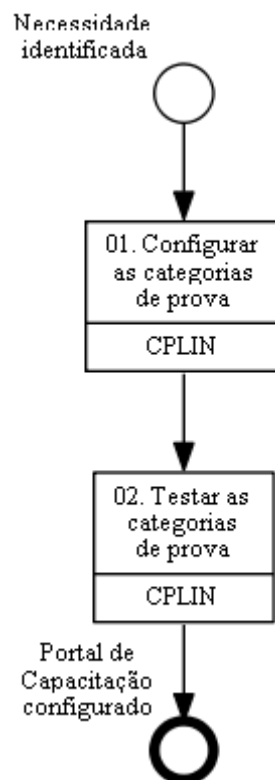 Necessidade
identificada
01. Configurar
as categorias
de prova
CPLIN
02. Testar as
categorias
de prova
CPLIN
Portal de
Capacitação
configurado